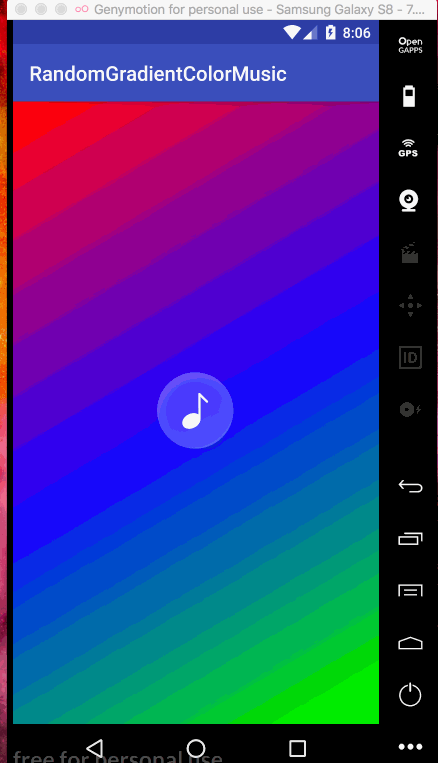 Genymotion for personal use - Samsung Galaxy S8 - 7....
8:06
RandomGradientColorMusic
Open
GAPPS
GPS
ID
free for personal use